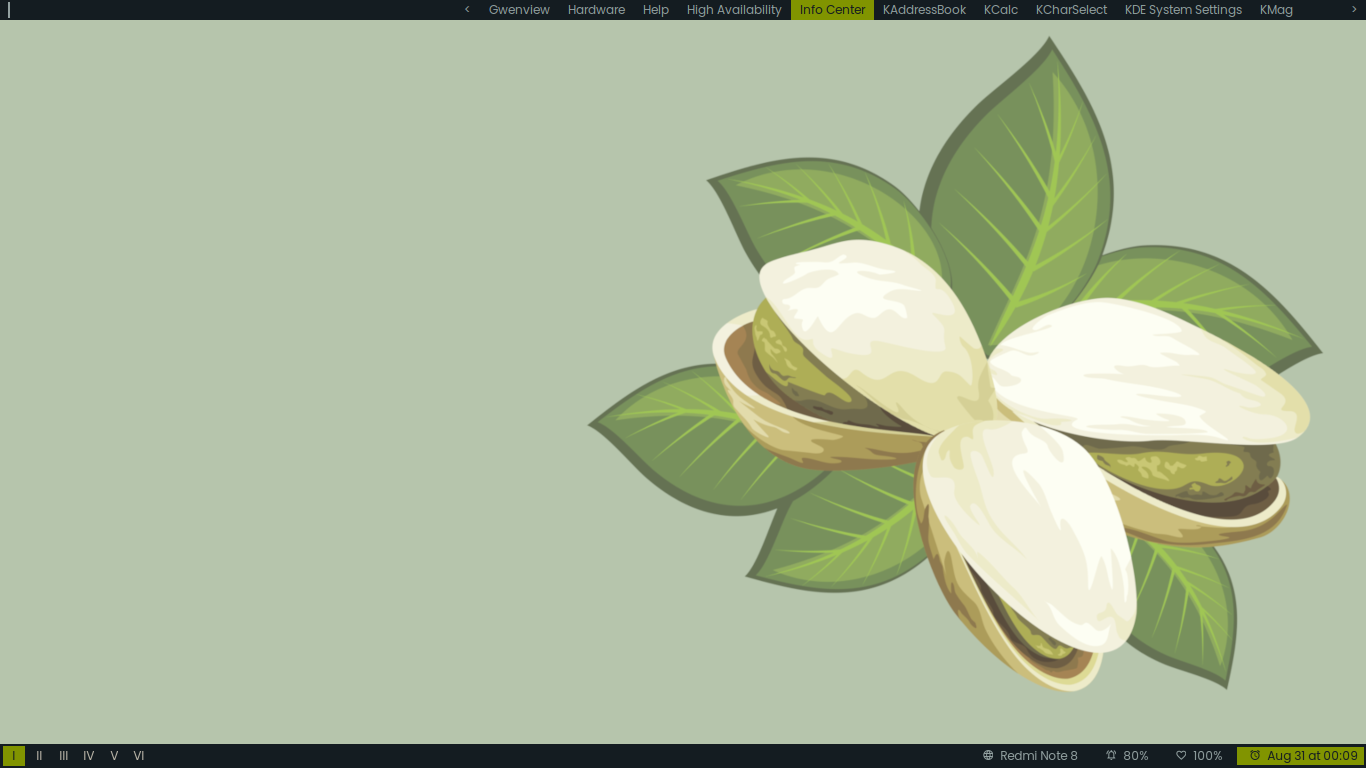 < Gwenview Hardware Help High Availability Info Center KAddressBook KCalc KCharSelect KDE System Settings KMag >
I II III IV V VI Redmi Note 8 80% 100% Aug 31 at 00:09